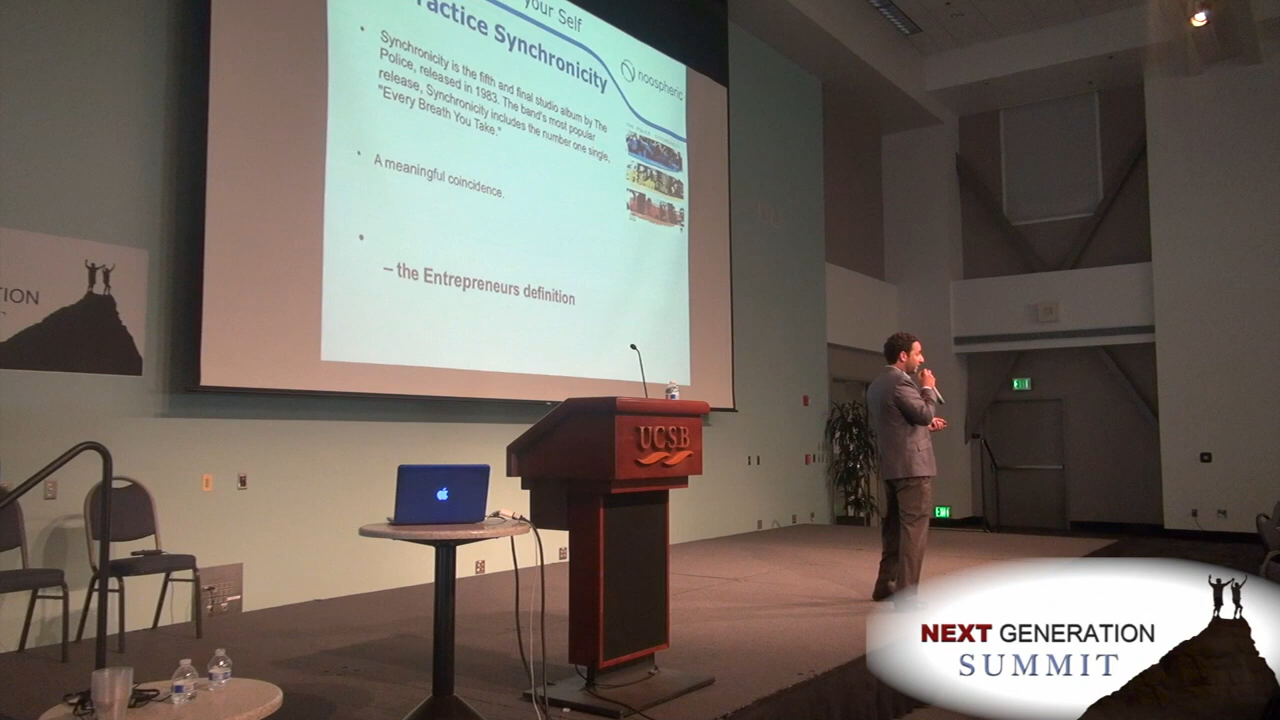 your Self
ractice Synchronicity
noospheric
Synchronicity is the fifth and final studio album by The
Police, released in 1983. The band's most popular
release, Synchronicity includes the number one single,
"Every Breath You Take."
A meaningful coincidence.
– the Entrepreneurs definition
TION
UCSB
EXIT
EXIT
NEXT GENERATION
SUMMIT